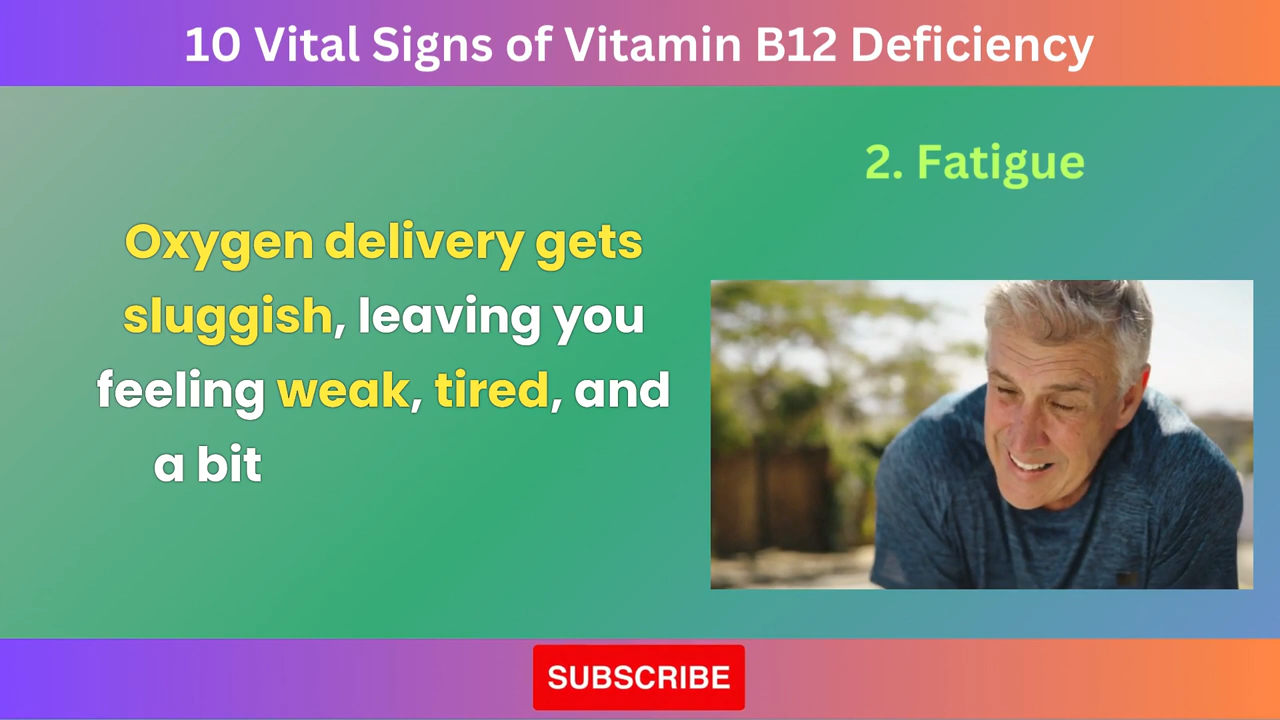 10 Vital Signs of Vitamin B12 Deficiency
2. Fatigue
Oxygen delivery gets
sluggish, leaving you
feeling weak, tired, and
a bit
SUBSCRIBE